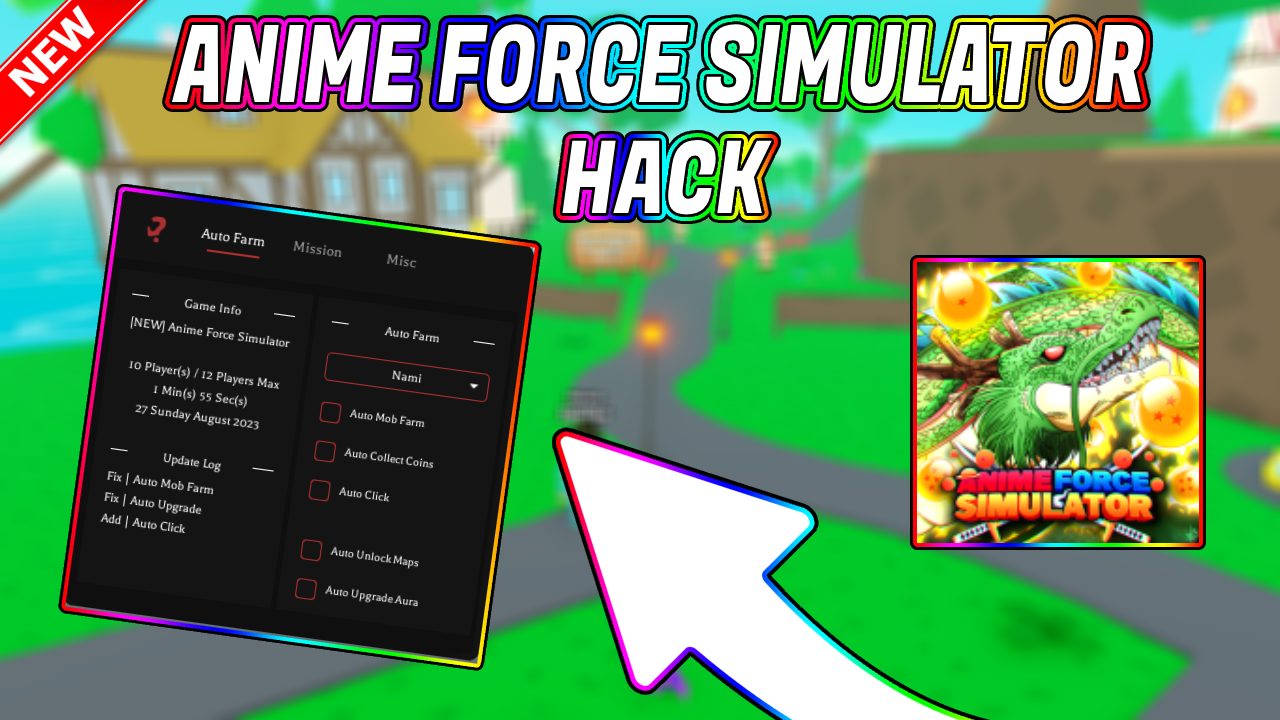 NEW
ANIME FORCE SIMULATOR
HACK
Auto Farm Mission Misc
Game Info
[NEW] Anime Force Simulator
10 Player(s) / 12 Players Max
1 Min(s) 55 Sec(s)
27 Sunday August 2023
Update Log
Fix | Auto Mob Farm
Fix | Auto Upgrade
Add | Auto Click
Auto Farm
Nami
Auto Mob Farm
Auto Collect Coins
Auto Click
Auto Unlock Maps
Auto Upgrade Aura
ANIME FORCE
SIMULATOR